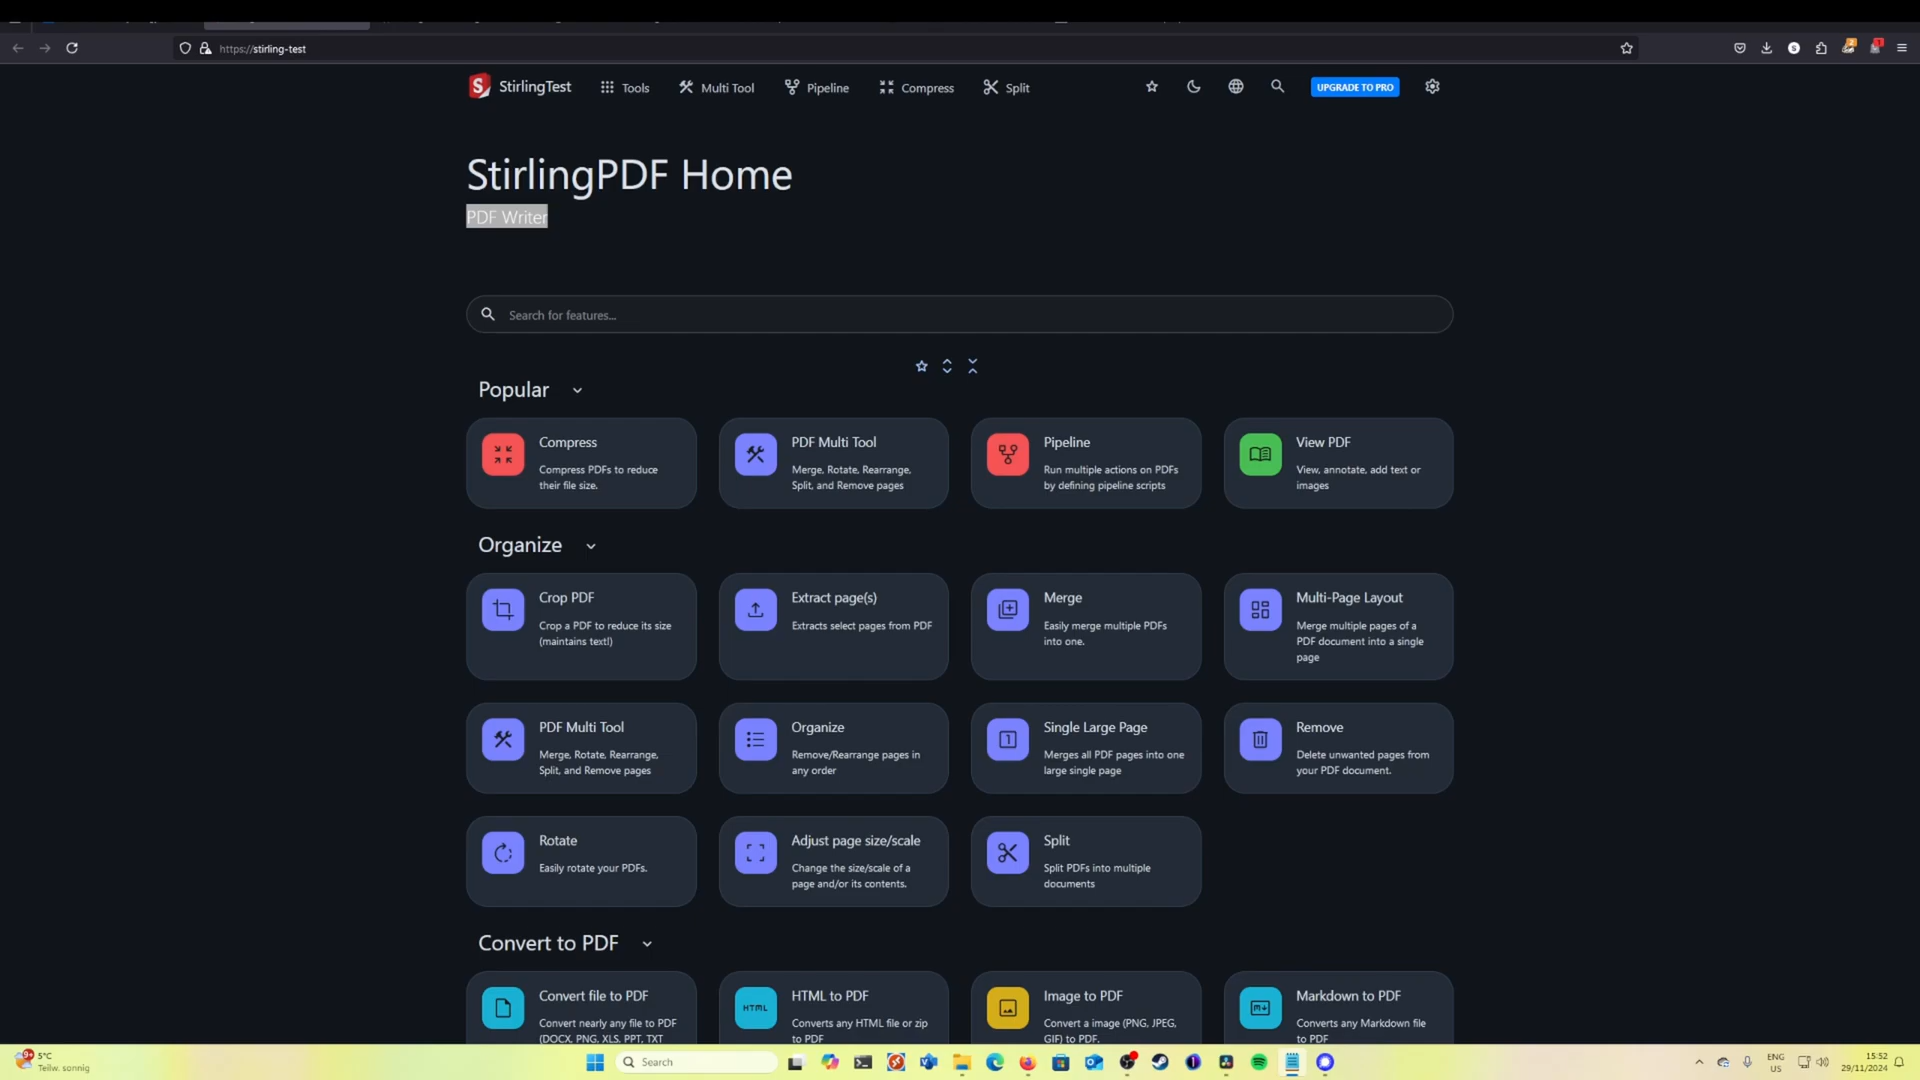 https://stirling-test
StirlingTest
Tools
Multi Tool
Pipeline
Compress
Split
UPGRADE TO PRO
StirlingPDF Home
PDF Writer
Search for features...
Popular
Compress
Compress PDFs to reduce
their file size.
PDF Multi Tool
Merge, Rotate, Rearrange,
Split, and Remove pages
Pipeline
Run multiple actions on PDFs
by defining pipeline scripts
View PDF
View, annotate, add text or
images
Organize
Crop PDF
Crop a PDF to reduce its size
(maintains text!)
Extract page(s)
Extracts select pages from PDF
Merge
Easily merge multiple PDFs
into one.
Multi-Page Layout
Merge multiple pages of a
PDF document into a single
page
PDF Multi Tool
Merge, Rotate, Rearrange,
Split, and Remove pages
Organize
Remove/Rearrange pages in
any order
Single Large Page
Merges all PDF pages into one
large single page
Remove
Delete unwanted pages from
your PDF document.
Rotate
Easily rotate your PDFs.
Adjust page size/scale
Change the size/scale of a
page and/or its contents.
Split
Split PDFs into multiple
documents
Convert to PDF
Convert file to PDF
Convert nearly any file to PDF
(DOCX, PNG, XLS, PPT, TXT
HTML
HTML to PDF
Converts any HTML file or zip
to PDF
Image to PDF
Convert a image (PNG, JPEG,
GIF) to PDF.
Markdown to PDF
Converts any Markdown file
to PDF
5°C
Teilw. sonnig
Search
ENG
US
15:52
29/11/2024